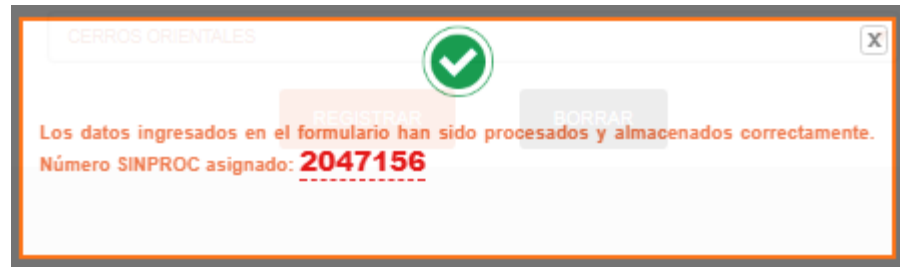 CERROS ORIENTALES
X
REGISTRAR
BORRAR
Los datos ingresados en el formulario han sido procesados y almacenados correctamente.
Número SINPROC asignado: 2047156